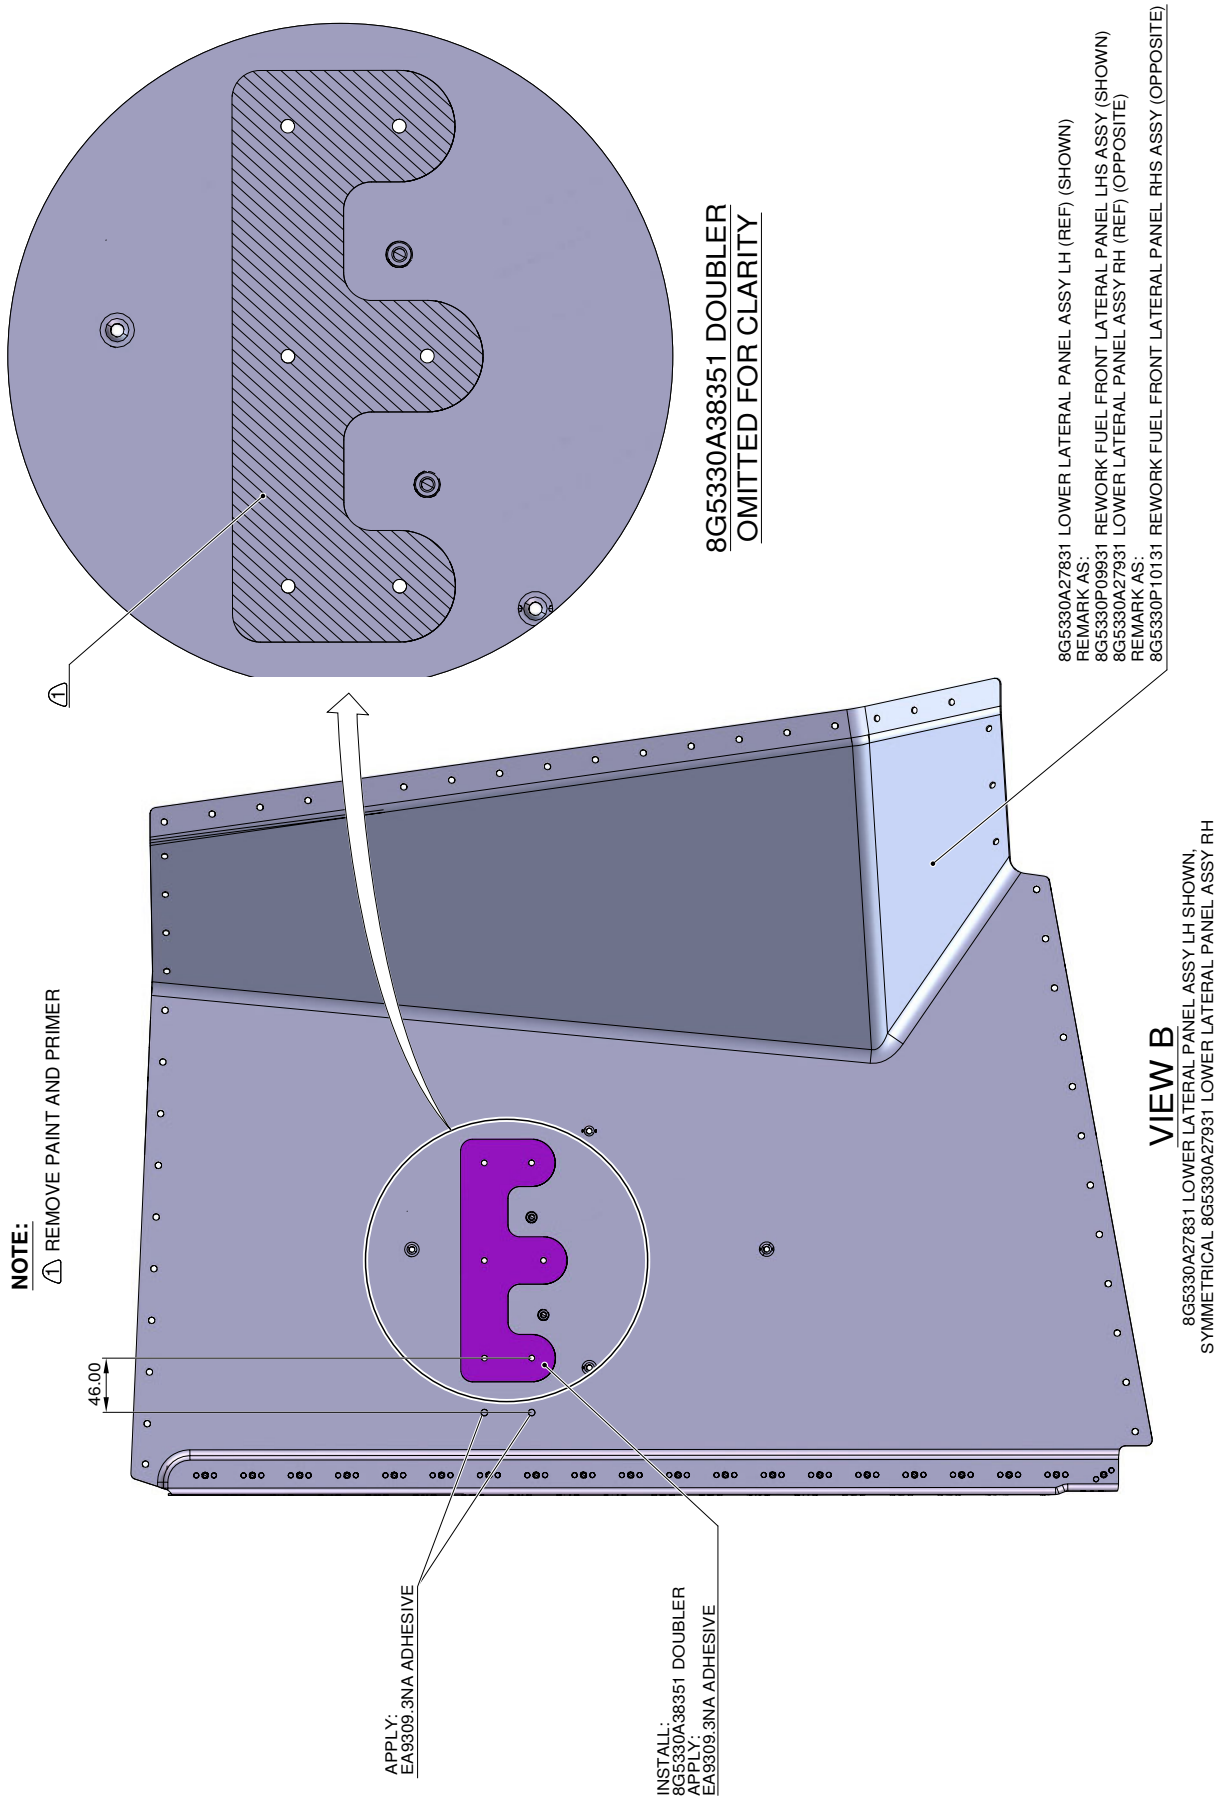 NOTE:
1 REMOVE PAINT AND PRIMER
1
8G5330A38351 DOUBLER
OMITTED FOR CLARITY
46.00
APPLY:
EA9309.3NA ADHESIVE
INSTALL:
8G5330A38351 DOUBLER
APPLY:
EA9309.3NA ADHESIVE
8G5330A27831 LOWER LATERAL PANEL ASSY LH (REF) (SHOWN)
REMARK AS:
8G5330P09931 REWORK FUEL FRONT LATERAL PANEL LHS ASSY (SHOWN)
8G5330A27931 LOWER LATERAL PANEL ASSY RH (REF) (OPPOSITE)
REMARK AS:
8G5330P10131 REWORK FUEL FRONT LATERAL PANEL RHS ASSY (OPPOSITE)
VIEW B
8G5330A27831 LOWER LATERAL PANEL ASSY LH SHOWN,
SYMMETRICAL 8G5330A27931 LOWER LATERAL PANEL ASSY RH